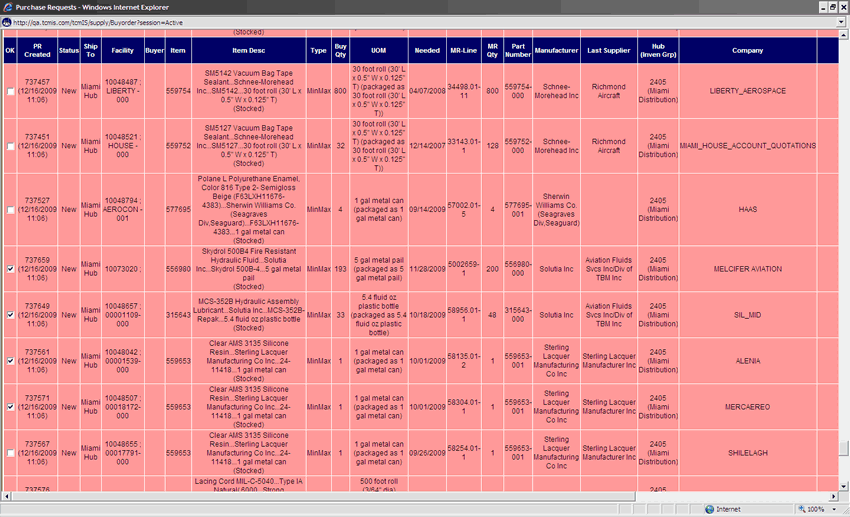 Purchase Requests - Windows Internet Explorer
http://qa.tcmis.com/tcmIS/supply/Buyorder?session=Active
(Stocked)
OK PR Created Status Ship To Facility Buyer Item Item Desc Type Buy Qty UOM Needed MR-Line MR Qty Part Number Manufacturer Last Supplier Hub (Inven Grp) Company
737457 (12/16/2009 11:06) New Miami Hub 10048487 ; LIBERTY - 000 559754 SM5142 Vacuum Bag Tape Sealant...Schnee-Morehead Inc...SM5142...30 foot roll (30' L x 0.5" W x 0.125" T) (Stocked) MinMax 800 30 foot roll (30' L x 0.5" W x 0.125" T) (packaged as 30 foot roll (30' L x 0.5" W x 0.125" T)) 04/07/2008 34498.01-11 800 559754-000 Schnee-Morehead Inc Richmond Aircraft 2405 (Miami Distribution) LIBERTY_AEROSPACE
737451 (12/16/2009 11:06) New Miami Hub 10048521 ; HOUSE - 000 559752 SM5127 Vacuum Bag Tape Sealant...Schnee-Morehead Inc...SM5127...30 foot roll (30' L x 0.5" W x 0.125" T) (Stocked) MinMax 32 30 foot roll (30' L x 0.5" W x 0.125" T) (packaged as 30 foot roll (30' L x 0.5" W x 0.125" T)) 12/14/2007 33143.01-1 128 559752-000 Schnee-Morehead Inc Richmond Aircraft 2405 (Miami Distribution) MIAMI_HOUSE_ACCOUNT_QUOTATIONS
737527 (12/16/2009 11:06) New Miami Hub 10048794 ; AEROCON - 001 577695 Polane L Polyurethane Enamel, Color 816 Type 2- Semigloss Beige (F63LXH11676-4383)...Sherwin Williams Co. (Seagraves Div,Seaguard)...F63LXH11676-4383...1 gal metal can (Stocked) MinMax 4 1 gal metal can (packaged as 1 gal metal can) 09/14/2009 57002.01-5 4 577695-001 Sherwin Williams Co. (Seagraves Div,Seaguard) HAAS 2405 (Miami Distribution)
737659 (12/16/2009 11:06) New Miami Hub 10073020 ; 556980 Skydrol 500B4 Fire Resistant Hydraulic Fluid...Solutia Inc...Skydrol 500B-4...5 gal metal pail (Stocked) MinMax 193 5 gal metal pail (packaged as 5 gal metal pail) 11/28/2009 5002659-1 200 556980-000 Solutia Inc Aviation Fluids Svcs Inc/Div of TBM Inc 2405 (Miami Distribution) MELCIFER AVIATION
737649 (12/16/2009 11:06) New Miami Hub 10048657 ; 00001109-000 315643 MCS-352B Hydraulic Assembly Lubricant...Solutia Inc...MCS-352B-Repak...5.4 fluid oz plastic bottle (Stocked) MinMax 33 5.4 fluid oz plastic bottle (packaged as 5.4 fluid oz plastic bottle) 10/18/2009 58956.01-1 48 315643-000 Solutia Inc Aviation Fluids Svcs Inc/Div of TBM Inc 2405 (Miami Distribution) SIL_MID
737561 (12/16/2009 11:06) New Miami Hub 10048042 ; 00001539-000 559653 Clear AMS 3135 Silicone Resin...Sterling Lacquer Manufacturing Co Inc...24-11418...1 gal metal can (Stocked) MinMax 1 1 gal metal can (packaged as 1 gal metal can) 10/01/2009 58135.01-2 1 559653-001 Sterling Lacquer Manufacturing Co Inc Sterling Lacquer Manufacturer Inc 2405 (Miami Distribution) ALENIA
737571 (12/16/2009 11:06) New Miami Hub 10048507 ; 00018172-000 559653 Clear AMS 3135 Silicone Resin...Sterling Lacquer Manufacturing Co Inc...24-11418...1 gal metal can (Stocked) MinMax 1 1 gal metal can (packaged as 1 gal metal can) 10/01/2009 58304.01-1 1 559653-001 Sterling Lacquer Manufacturing Co Inc Sterling Lacquer Manufacturer Inc 2405 (Miami Distribution) MERCAEREO
737567 (12/16/2009 11:06) New Miami Hub 10048655 ; 00017791-000 559653 Clear AMS 3135 Silicone Resin...Sterling Lacquer Manufacturing Co Inc...24-11418...1 gal metal can (Stocked) MinMax 1 1 gal metal can (packaged as 1 gal metal can) 09/26/2009 58254.01-1 1 559653-001 Sterling Lacquer Manufacturing Co Inc Sterling Lacquer Manufacturer Inc 2405 (Miami Distribution) SHILELAGH
737576 Miami Lacing Cord MIL-C-5040...Type IA Natural/ 6000...Strong 500 foot roll (3/64" dia) 2405
Internet 100%